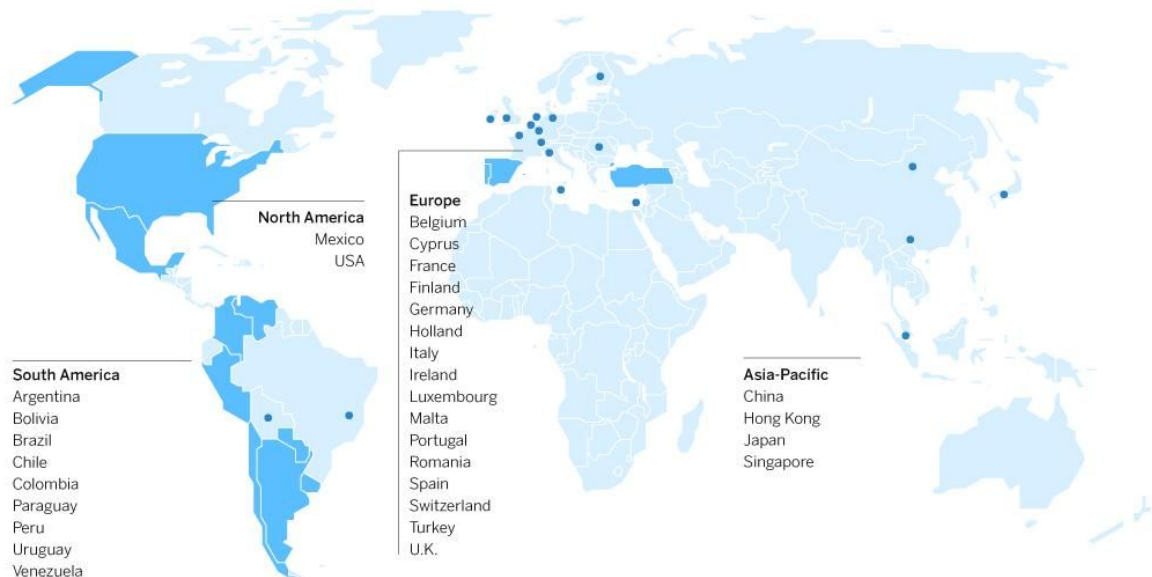 North America
Mexico
USA
South America
Argentina
Bolivia
Brazil
Chile
Colombia
Paraguay
Peru
Uruguay
Venezuela
Europe
Belgium
Cyprus
France
Finland
Germany
Holland
Italy
Ireland
Luxembourg
Malta
Portugal
Romania
Spain
Switzerland
Turkey
U.K.
Asia-Pacific
China
Hong Kong
Japan
Singapore